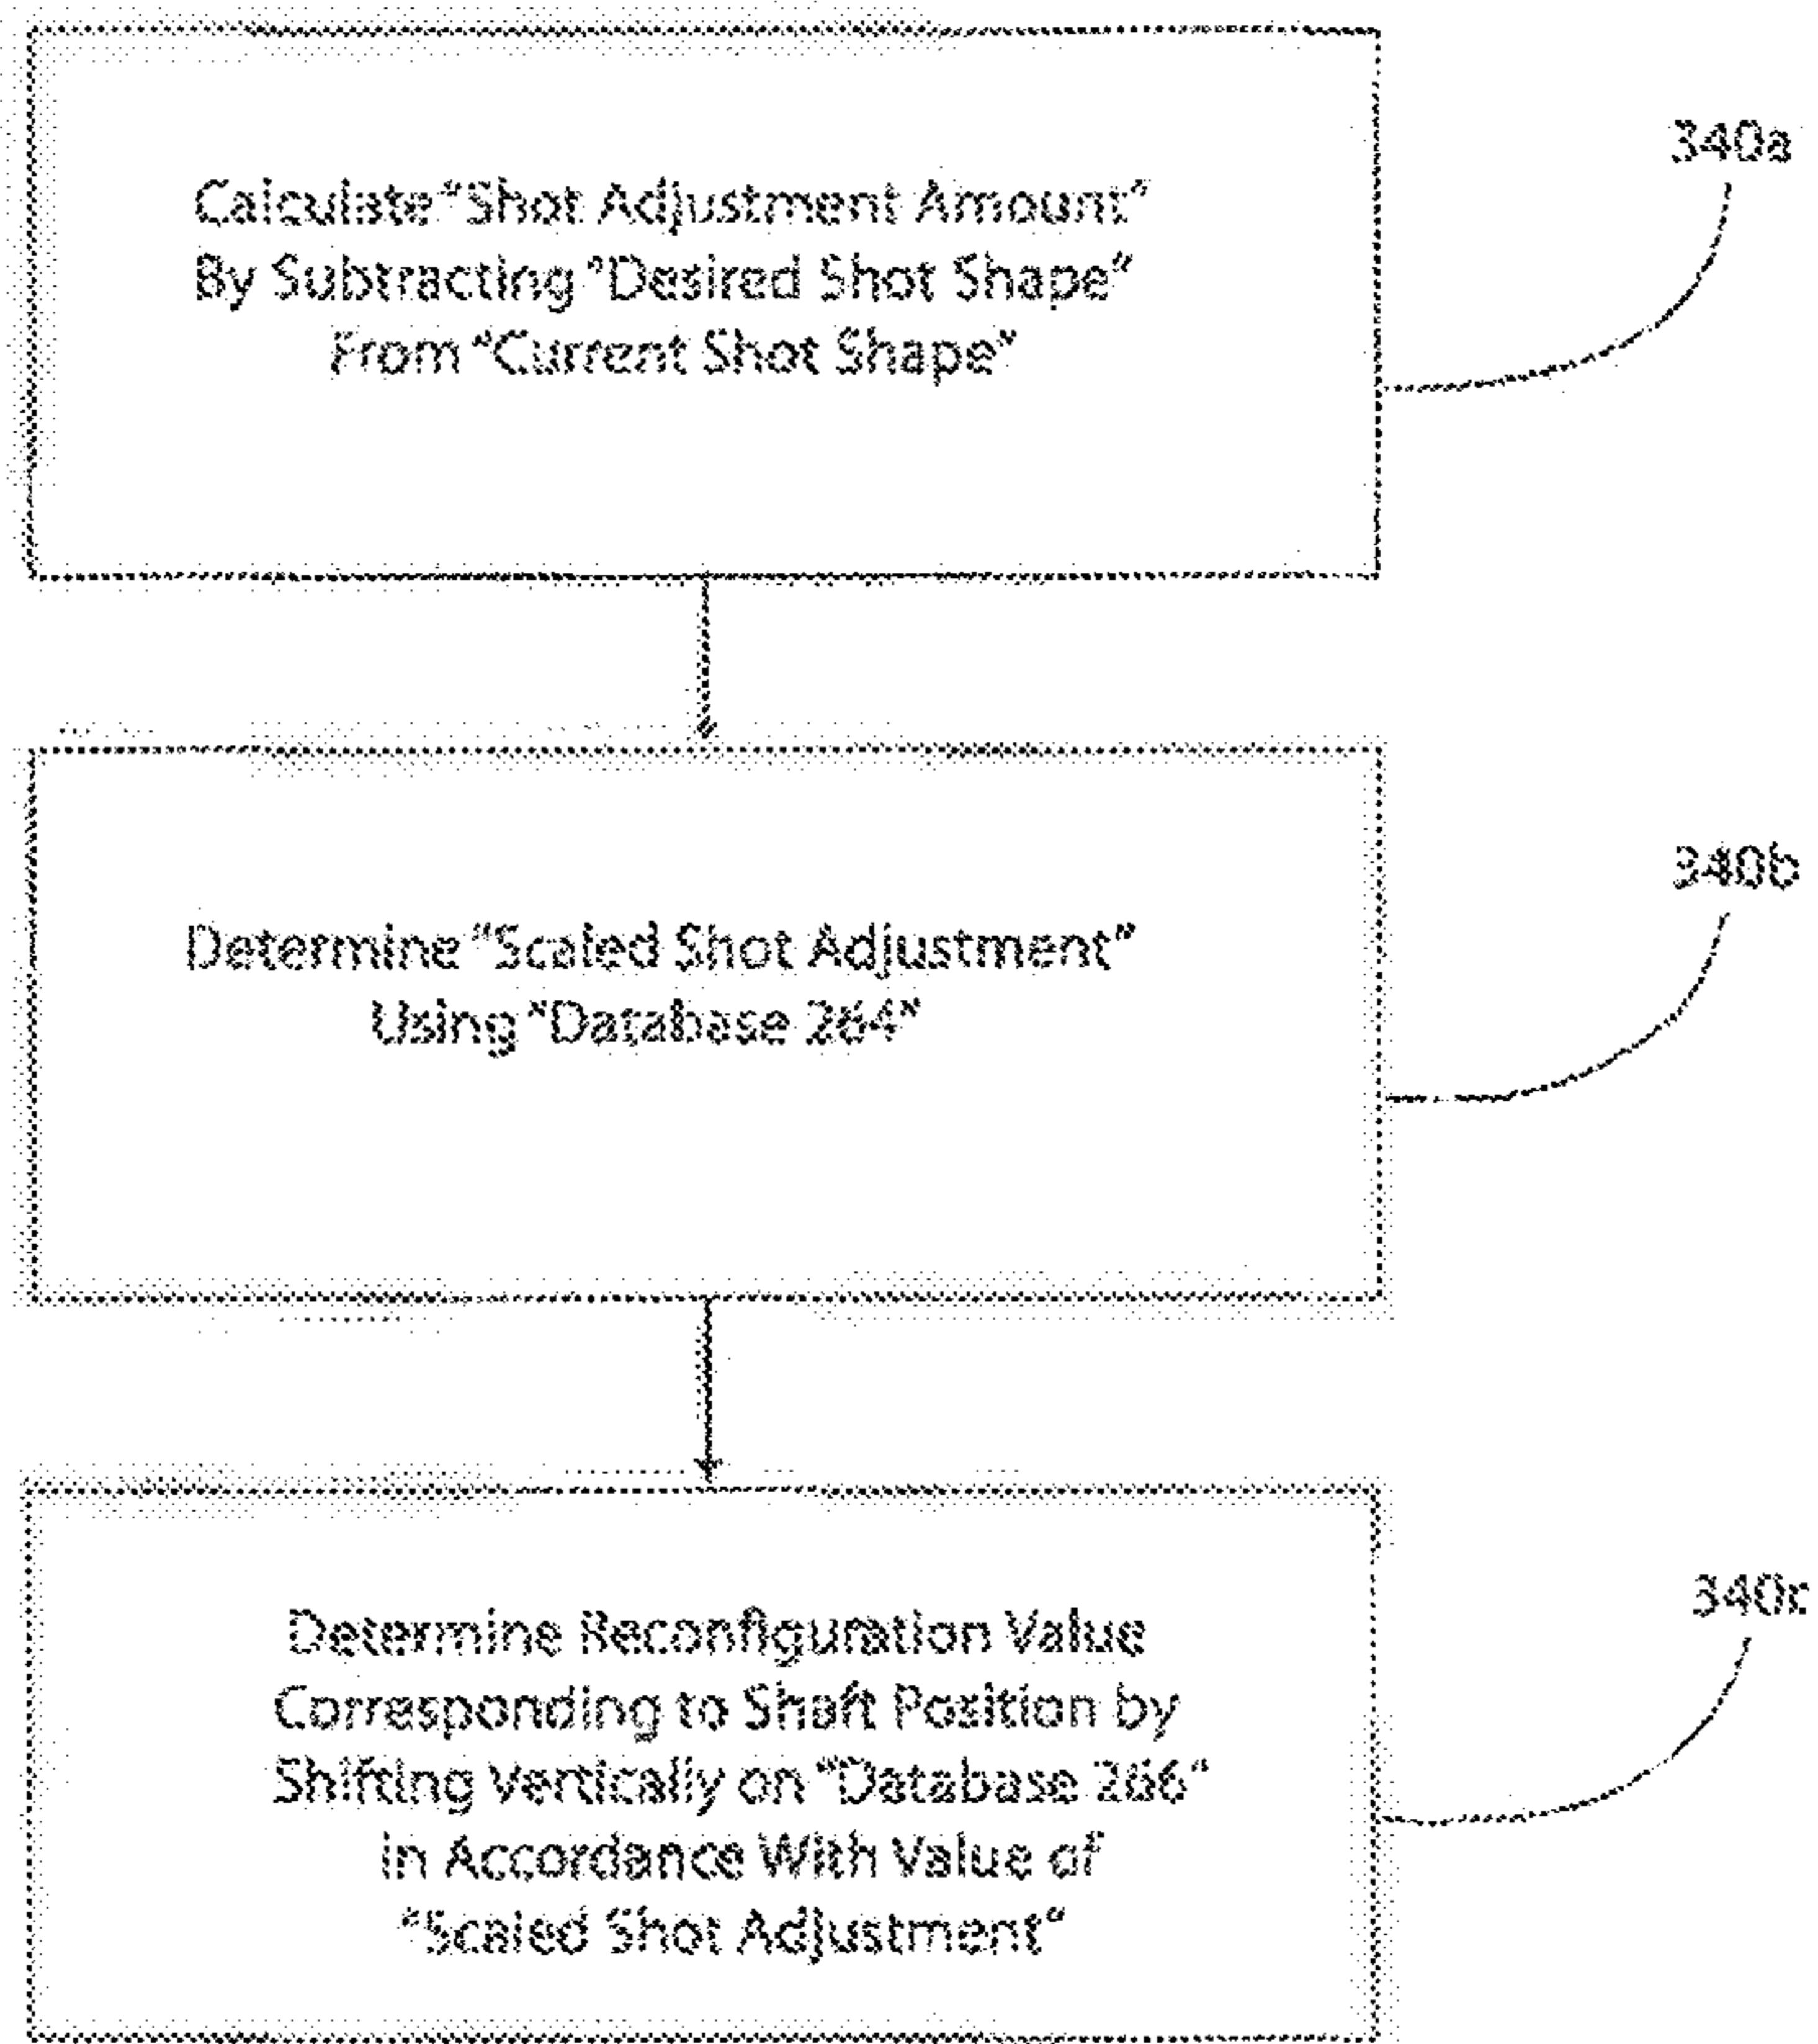 340a
Calculate "Shot Adjustment Amount"
By Subtracting "Desired Shot Shape"
From "Current Shot Shape"
340b
Determine "Scaled Shot Adjustment"
Using "Database 264"
340c
Determine Reconfiguration Value
Corresponding to Shaft Position by
Shifting Vertically on "Database 266"
in Accordance With Value of
"Scaled Shot Adjustment"